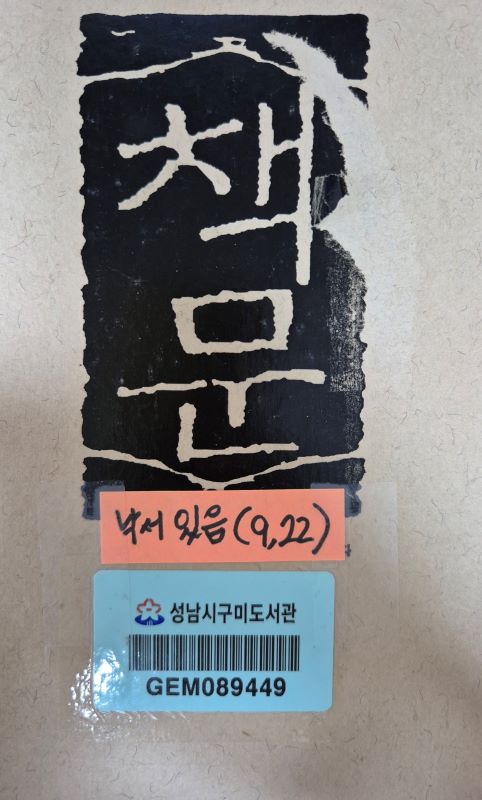 책
문
낙서 있음(9,22)
성남시구미도서관
GEM089449